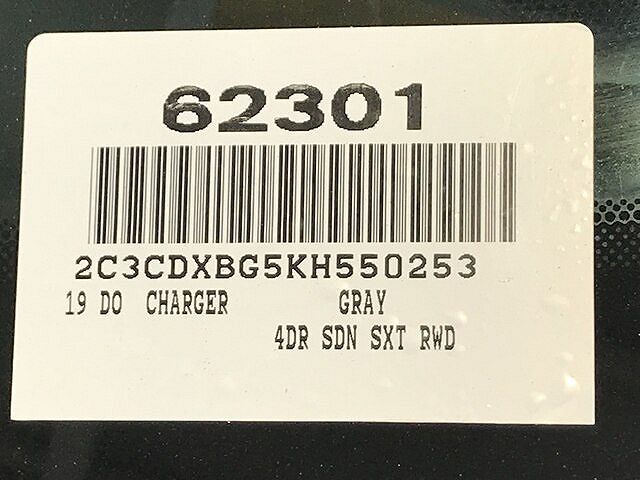 62301
2C3CDXBG5KH550253
19 DO CHARGER GRAY
4DR SDN SXT RWD